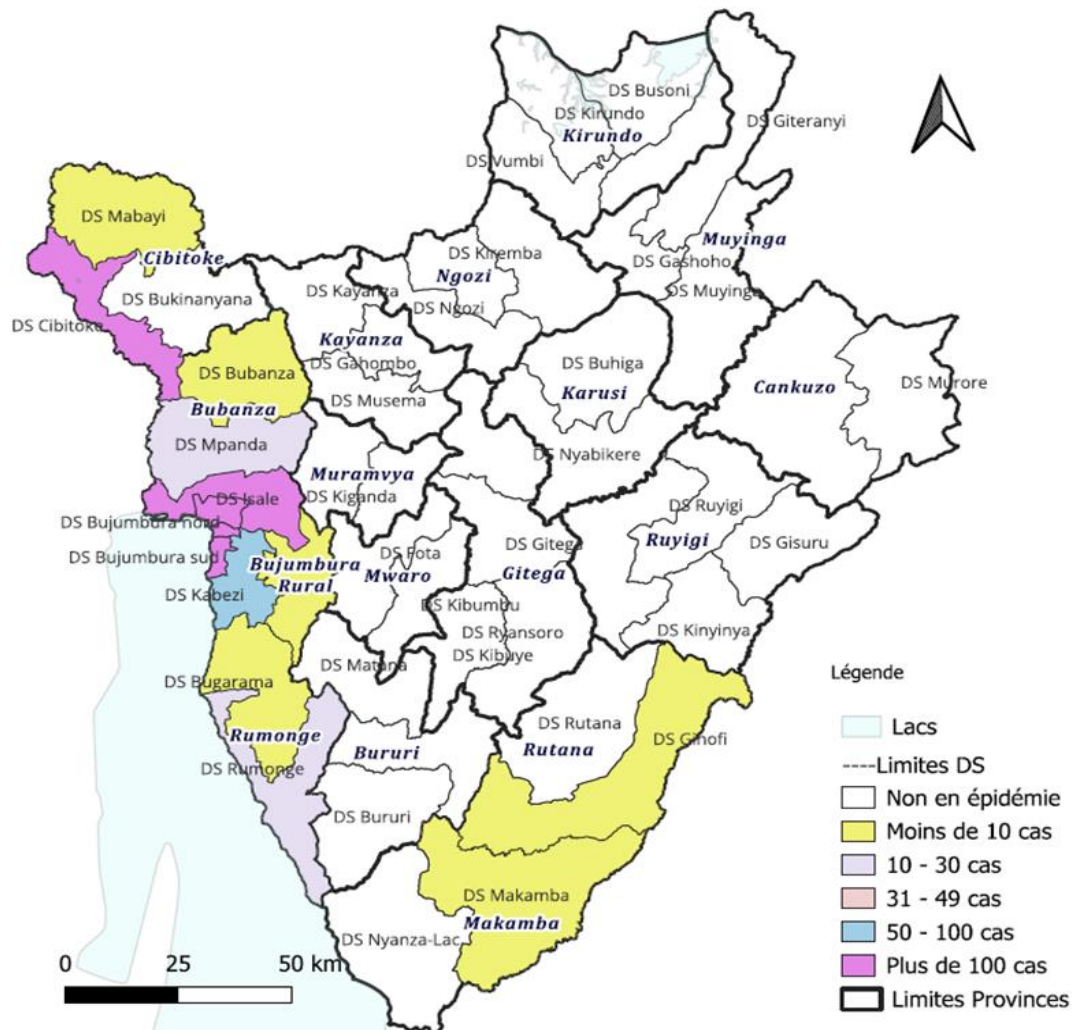 DS Busoni
DS Kirundo
Kirundo
DS Giteranyi
DS Vumbi
DS Mabayi
Cibitoke
DS Bukinanyana
DS Cibitoke
DS Kiremba
Ngozi
DS Kayanza
DS Ngozi
Muyinga
DS Gashoho
DS Muyinga
Kayanza
DS Gahombo
DS Musema
DS Bubanza
Bubanza
DS Mpanda
DS Buhiga
Karusi
DS Nyabikere
Cankuzo
DS Murore
Muramvya
DS Kiganda
DS Isale
DS Bujumbura nord
DS Bujumbura sud
DS Kabezi
Bujumbura
Rural
DS Fota
Mwaro
DS Gitega
Gitega
DS Kibumbu
DS Ryansoro
DS Kibuye
DS Ruyigi
Ruyigi
DS Gisuru
DS Kinyinya
DS Matana
DS Bugarama
Rumonge
DS Rumonge
Bururi
DS Bururi
DS Rutana
Rutana
DS Gihofi
DS Makamba
Makamba
DS Nyanza-Lac
Légende
Lacs
Limites DS
Non en épidémie
Moins de 10 cas
10 - 30 cas
31 - 49 cas
50 - 100 cas
Plus de 100 cas
Limites Provinces
0 25 50 km